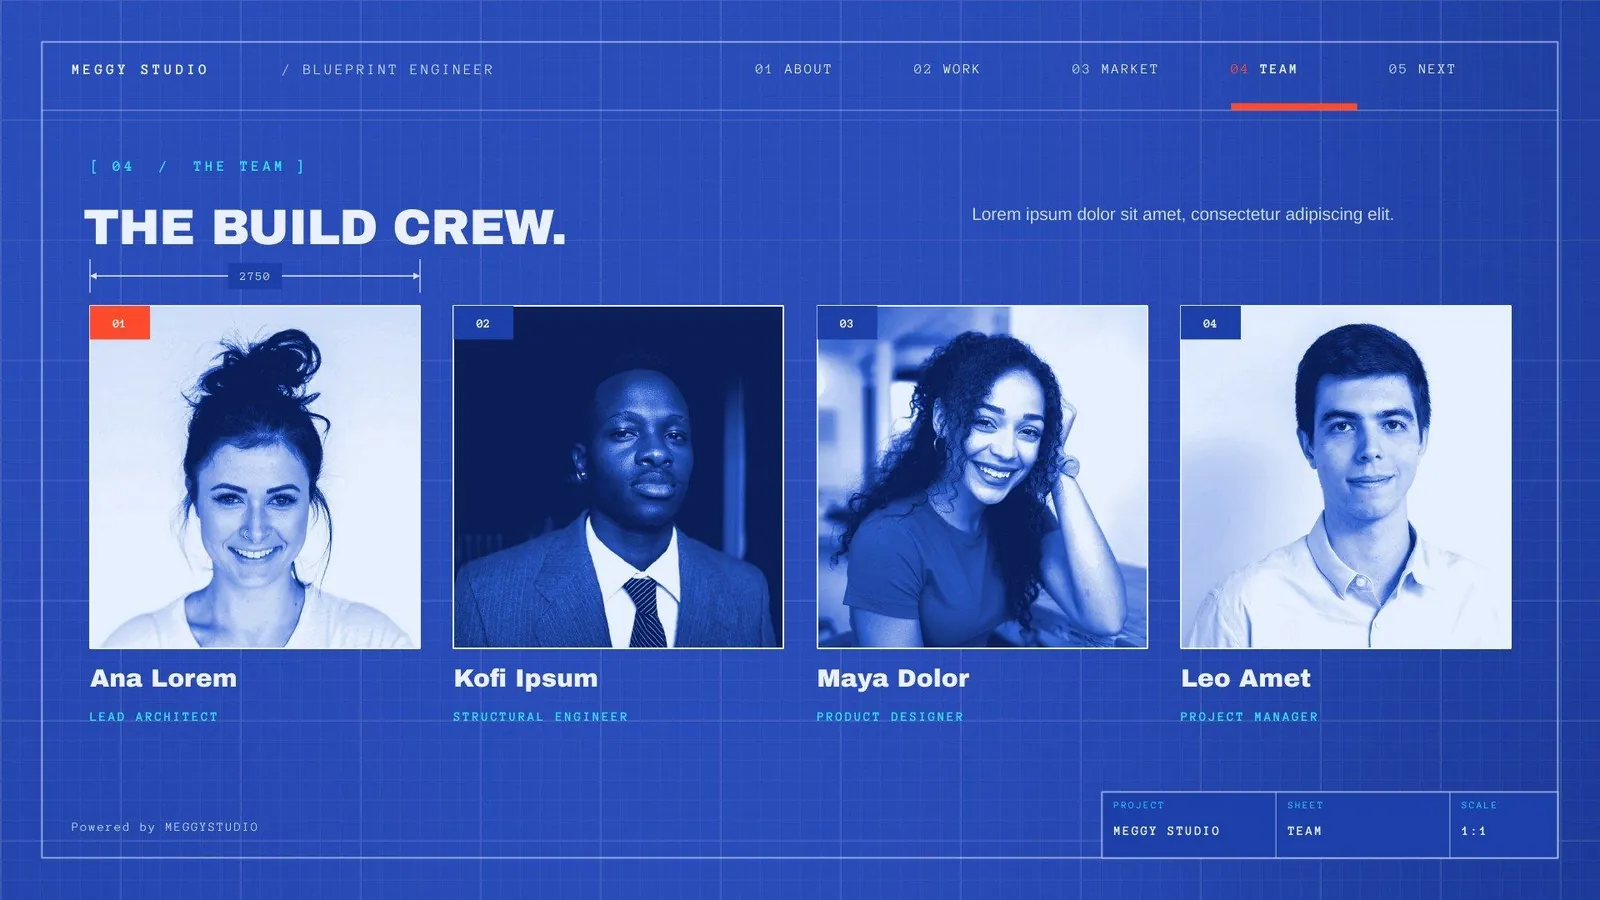 MEGGY STUDIO / BLUEPRINT ENGINEER 01 ABOUT 02 WORK 03 MARKET 04 TEAM 05 NEXT
[ 04 / THE TEAM ]
THE BUILD CREW.
Lorem ipsum dolor sit amet, consectetur adipiscing elit.
2750
01
02
03
04
Ana Lorem
LEAD ARCHITECT
Kofi Ipsum
STRUCTURAL ENGINEER
Maya Dolor
PRODUCT DESIGNER
Leo Amet
PROJECT MANAGER
Powered by MEGGYSTUDIO
PROJECT
MEGGY STUDIO
SHEET
TEAM
SCALE
1:1